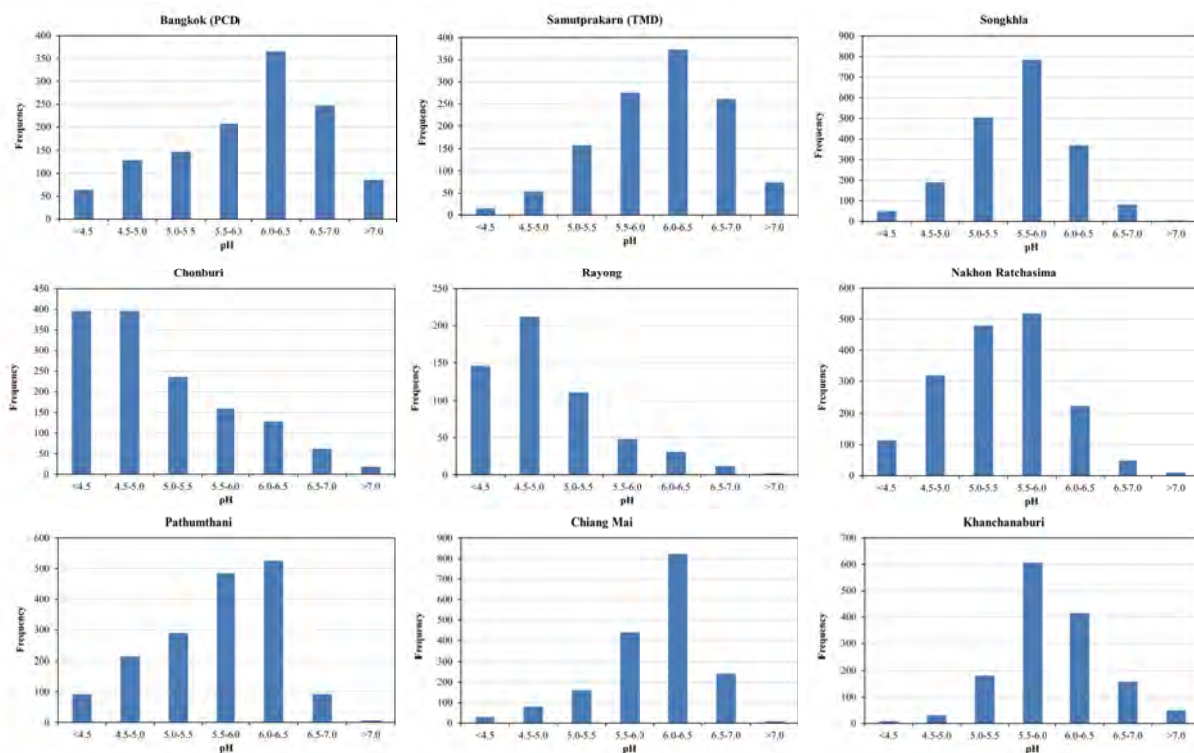 Bangkok (PCD)
400
350
300
250
200
150
100
50
0
Frequency
<4.5 4.5-5.0 5.0-5.5 5.5-6.0 6.0-6.5 6.5-7.0 >7.0
pH
Samutprakarn (TMD)
400
350
300
250
200
150
100
50
0
Frequency
<4.5 4.5-5.0 5.0-5.5 5.5-6.0 6.0-6.5 6.5-7.0 >7.0
pH
Songkhla
900
800
700
600
500
400
300
200
100
0
Frequency
<4.5 4.5-5.0 5.0-5.5 5.5-6.0 6.0-6.5 6.5-7.0 >7.0
pH
Chonburi
450
400
350
300
250
200
150
100
50
0
Frequency
<4.5 4.5-5.0 5.0-5.5 5.5-6.0 6.0-6.5 6.5-7.0 >7.0
pH
Rayong
250
200
150
100
50
0
Frequency
<4.5 4.5-5.0 5.0-5.5 5.5-6.0 6.0-6.5 6.5-7.0 >7.0
pH
Nakhon Ratchasima
600
500
400
300
200
100
0
Frequency
<4.5 4.5-5.0 5.0-5.5 5.5-6.0 6.0-6.5 6.5-7.0 >7.0
pH
Pathumthani
600
500
400
300
200
100
0
Frequency
<4.5 4.5-5.0 5.0-5.5 5.5-6.0 6.0-6.5 6.5-7.0 >7.0
pH
Chiang Mai
900
800
700
600
500
400
300
200
100
0
Frequency
<4.5 4.5-5.0 5.0-5.5 5.5-6.0 6.0-6.5 6.5-7.0 >7.0
pH
Khanchanaburi
700
600
500
400
300
200
100
0
Frequency
<4.5 4.5-5.0 5.0-5.5 5.5-6.0 6.0-6.5 6.5-7.0 >7.0
pH